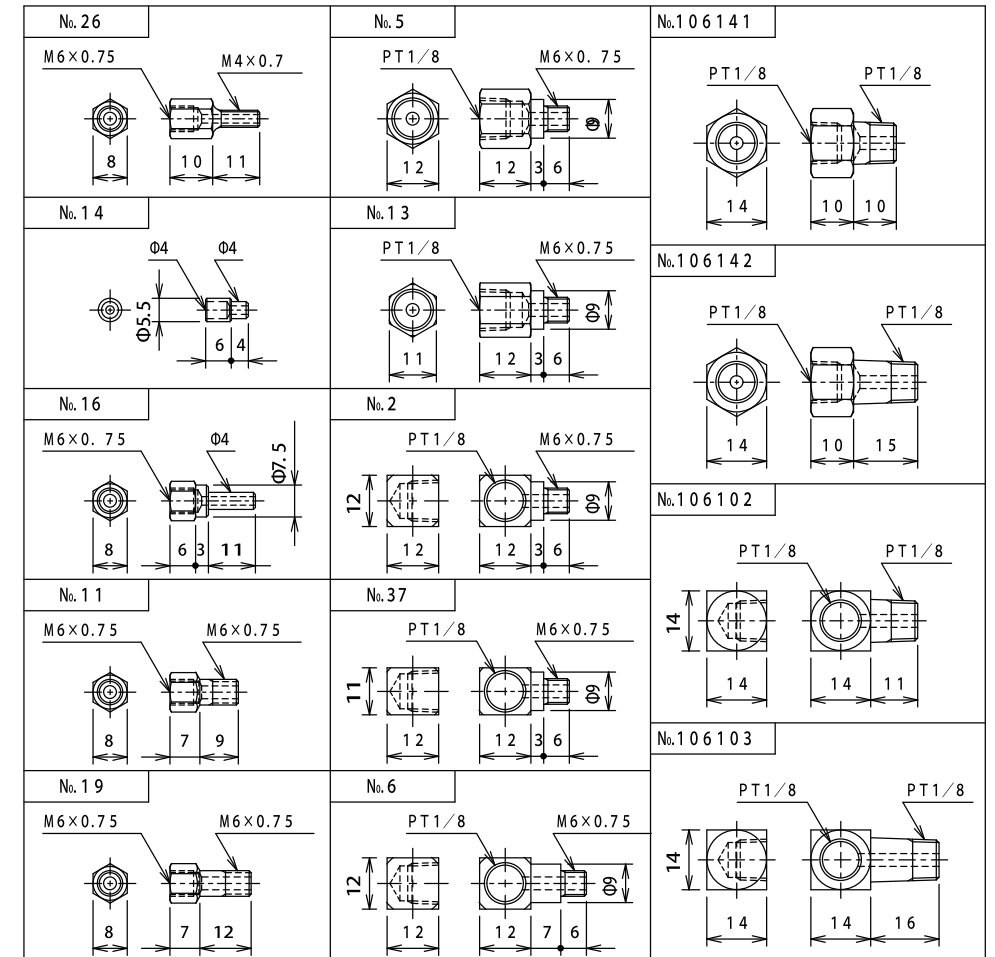 №.26
M6×0.75
M4×0.7
8
10
11
№.14
Φ4
Φ4
Φ5.5
6
4
№.16
M6×0.75
Φ4
Φ7.5
8
6
3
11
№.11
M6×0.75
M6×0.75
8
7
9
№.19
M6×0.75
M6×0.75
8
7
12
№.5
PT1/8
M6×0.75
Φ9
12
12
3
6
№.13
PT1/8
M6×0.75
Φ9
11
12
3
6
№.2
PT1/8
M6×0.75
12
Φ9
12
12
3
6
№.37
PT1/8
M6×0.75
11
Φ9
12
12
3
6
№.6
PT1/8
M6×0.75
12
Φ9
12
12
7
6
№.106141
PT1/8
PT1/8
14
10
10
№.106142
PT1/8
PT1/8
14
10
15
№.106102
PT1/8
PT1/8
14
14
14
11
№.106103
PT1/8
PT1/8
14
14
14
16